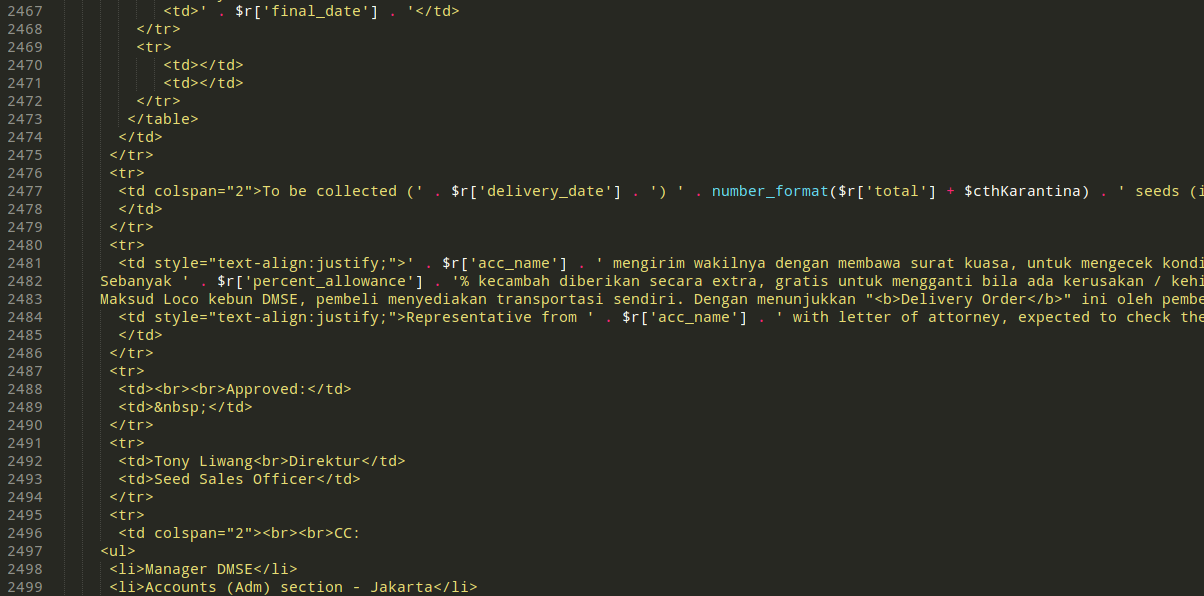 2467 <td>' . $r['final_date'] . '</td>
2468 </tr>
2469 <tr>
2470 <td></td>
2471 <td></td>
2472 </tr>
2473 </table>
2474 </td>
2475 </tr>
2476 <tr>
2477 <td colspan="2">To be collected (' . $r['delivery_date'] . ') ' . number_format($r['total'] + $cthKarantina) . ' seeds (i
2478 </td>
2479 </tr>
2480 <tr>
2481 <td style="text-align:justify;">' . $r['acc_name'] . ' mengirim wakilnya dengan membawa surat kuasa, untuk mengecek kondi
2482 Sebanyak ' . $r['percent_allowance'] . '% kecambah diberikan secara extra, gratis untuk mengganti bila ada kerusakan / kehi
2483 Maksud Loco kebun DMSE, pembeli menyediakan transportasi sendiri. Dengan menunjukkan "<b>Delivery Order</b>" ini oleh pembe
2484 <td style="text-align:justify;">Representative from ' . $r['acc_name'] . ' with letter of attorney, expected to check the
2485 </td>
2486 </tr>
2487 <tr>
2488 <td><br><br>Approved:</td>
2489 <td>&nbsp;</td>
2490 </tr>
2491 <tr>
2492 <td>Tony Liwang<br>Direktur</td>
2493 <td>Seed Sales Officer</td>
2494 </tr>
2495 <tr>
2496 <td colspan="2"><br><br>CC:
2497 <ul>
2498 <li>Manager DMSE</li>
2499 <li>Accounts (Adm) section - Jakarta</li>